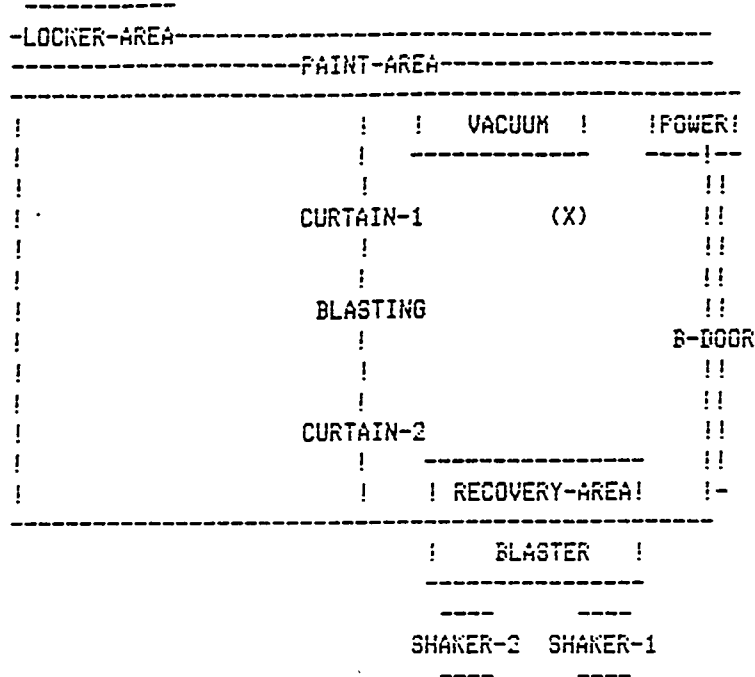 -LOCKER-AREA-
-PAINT-AREA-
! ! ! VACUUM ! !POWER!
CURTAIN-1 (X) !!
BLASTING !!
B-DOOR
CURTAIN-2 !!
! ! ! RECOVERY-AREA! !-
! BLASTER !
SHAKER-2 SHAKER-1